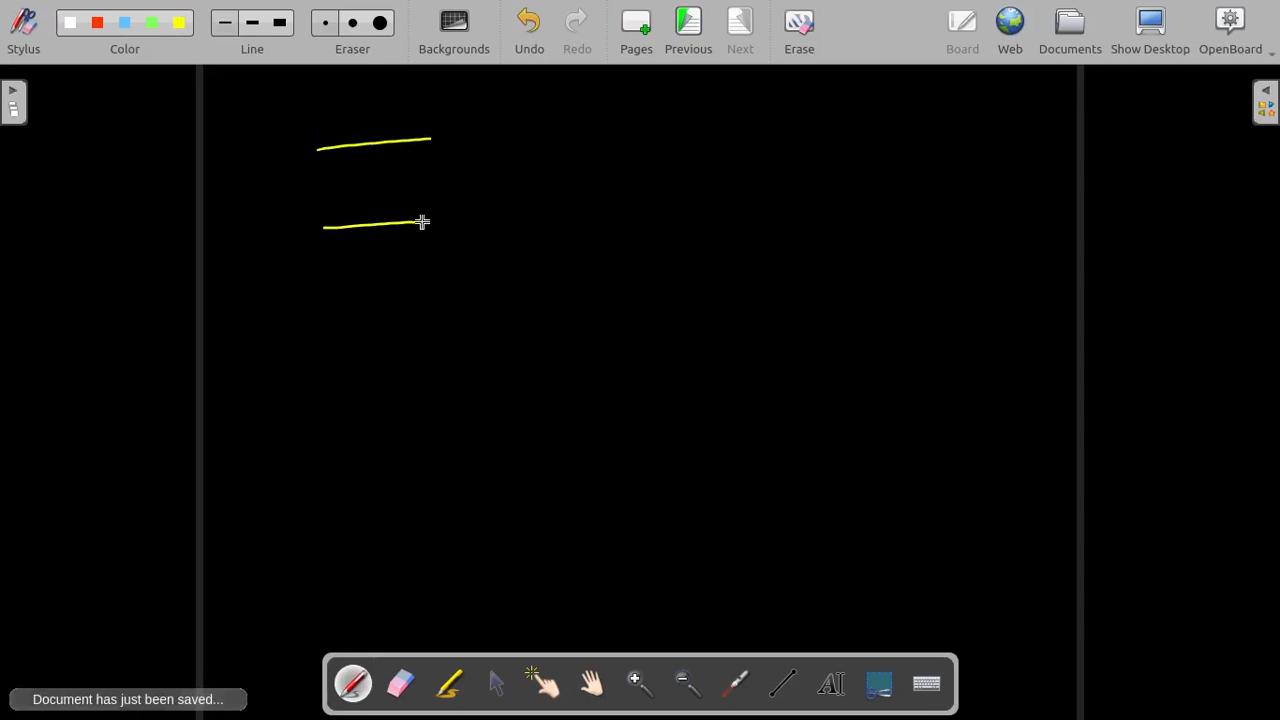 Stylus Color Line Eraser Backgrounds Undo Redo Pages Previous Next Erase Board Web Documents Show Desktop OpenBoard
AI
Document has just been saved...